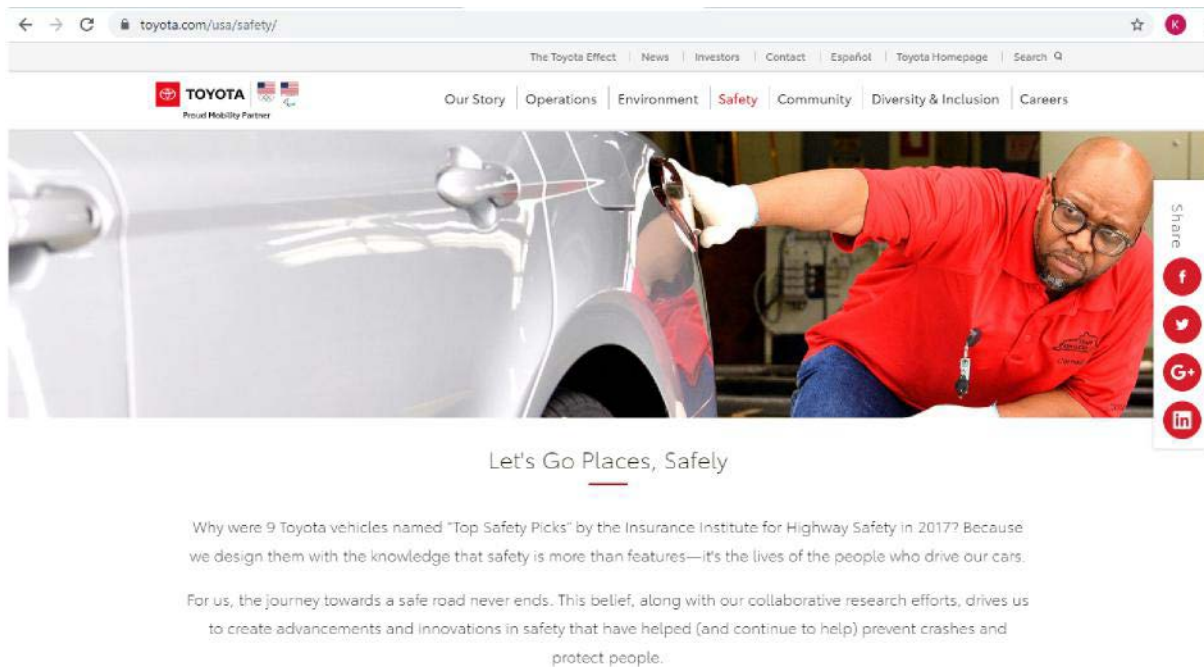 toyota.com/usa/safety/
K
The Toyota Effect | News | Investors | Contact | Español | Toyota Homepage | Search
TOYOTA
Proud Mobility Partner
Our Story | Operations | Environment | Safety | Community | Diversity & Inclusion | Careers
Share
f
G+
in
Let's Go Places, Safely
Why were 9 Toyota vehicles named "Top Safety Picks" by the Insurance Institute for Highway Safety in 2017? Because
we design them with the knowledge that safety is more than features—it's the lives of the people who drive our cars.
For us, the journey towards a safe road never ends. This belief, along with our collaborative research efforts, drives us
to create advancements and innovations in safety that have helped (and continue to help) prevent crashes and
protect people.